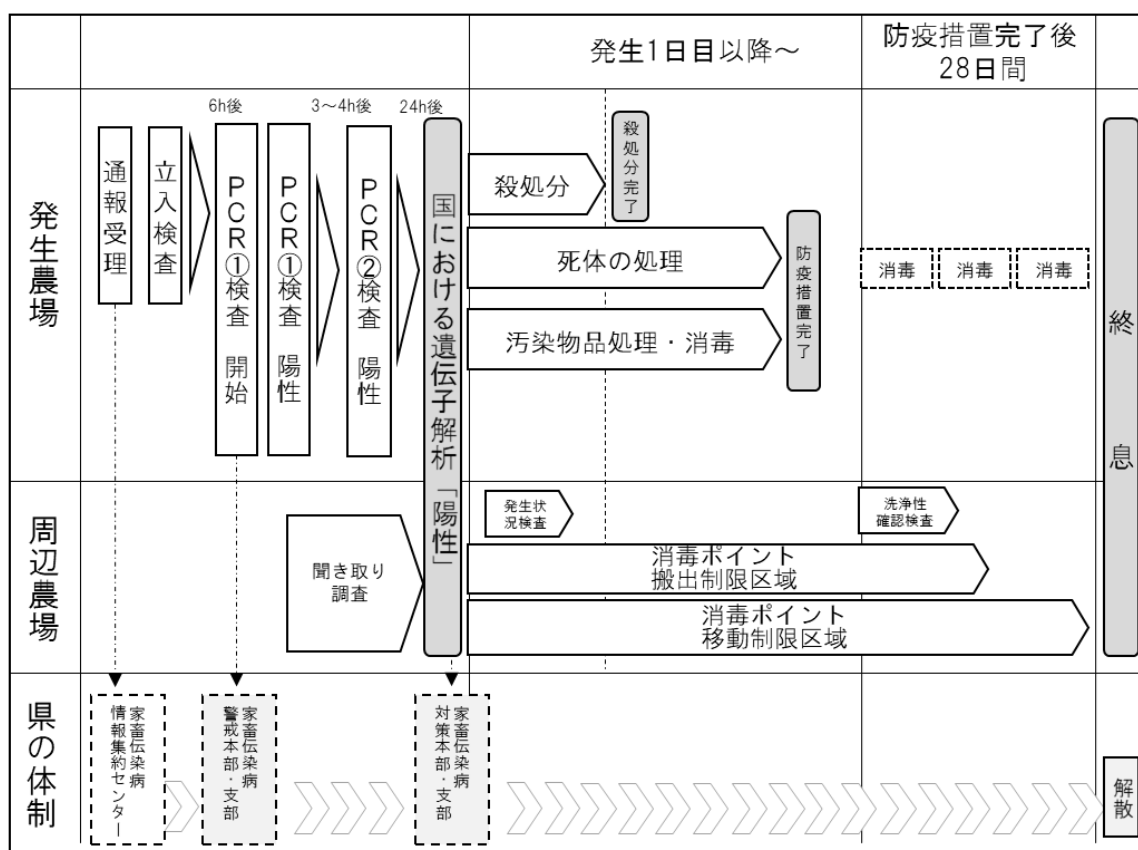 発生1日目以降～
防疫措置完了後
28日間
発生農場
6h後
3～4h後
24h後
通報受理
立入検査
PCR①検査 開始
PCR①検査 陽性
PCR②検査 陽性
国における遺伝子解析「陽性」
殺処分
殺処分完了
死体の処理
汚染物品処理・消毒
防疫措置完了
消毒
消毒
消毒
終息
周辺農場
聞き取り
調査
発生状
況検査
洗浄性
確認検査
消毒ポイント
搬出制限区域
消毒ポイント
移動制限区域
県の体制
家畜伝染病
情報集約センター
家畜伝染病
警戒本部・支部
家畜伝染病
対策本部・支部
解散